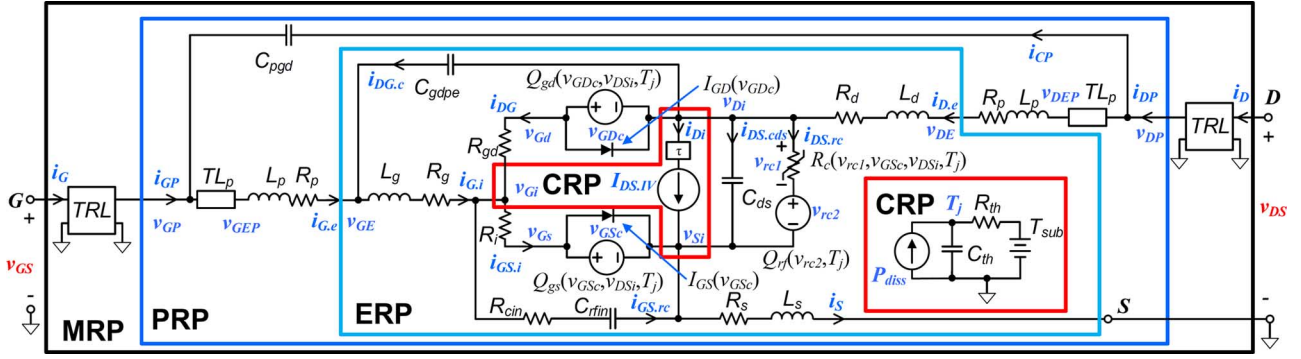 C_pgd
i_CP
i_DG.c
C_gdpe
Q_gd(v_GDc,v_DSi,T_j)
I_GD(v_GDc)
v_Di
R_d
L_d
i_D.e
R_p
L_p
v_DEP
TL_p
i_DP
i_D
D
+
i_DG
v_Gd
v_GDc
i_Di
i_DS.cds
i_DS.rc
v_DE
v_DP
TRL
R_gd
τ
+
v_rc1
-
R_c(v_rc1,v_GSc,v_DSi,T_j)
i_G
i_GP
TL_p
L_p
R_p
L_g
R_g
i_G.i
v_Gi
CRP
I_DS.IV
C_ds
v_rc2
CRP
T_j
R_th
T_sub
C_th
P_diss
v_DS
G
+
TRL
v_GP
v_GEP
i_G.e
v_GE
R_i
v_Gs
v_GSc
v_Si
i_GS.i
Q_gs(v_GSc,v_DSi,T_j)
I_GS(v_GSc)
Q_rf(v_rc2,T_j)
v_GS
-
MRP
PRP
ERP
R_cin
C_rfin
i_GS.rc
R_s
L_s
i_S
S
-